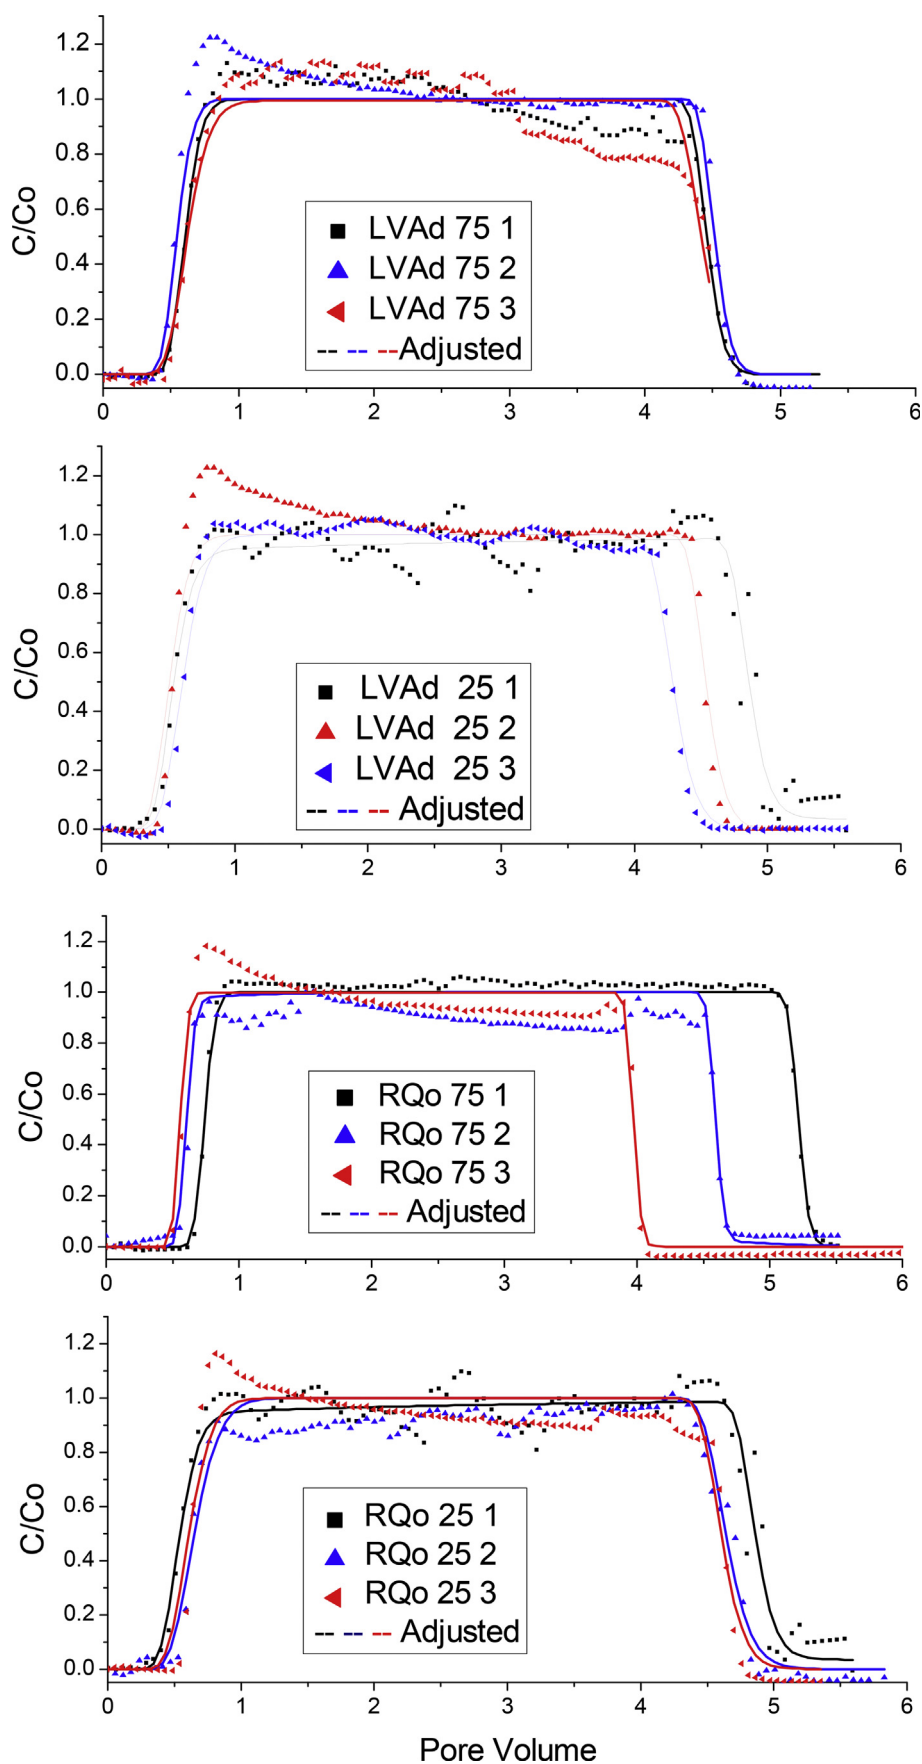 1.2
1.0
0.8
0.6
0.4
0.2
0.0
C/Co
LVAd 75 1
LVAd 75 2
LVAd 75 3
Adjusted
0 1 2 3 4 5 6
1.2
1.0
0.8
0.6
0.4
0.2
0.0
C/Co
LVAd 25 1
LVAd 25 2
LVAd 25 3
Adjusted
0 1 2 3 4 5 6
1.2
1.0
0.8
0.6
0.4
0.2
0.0
C/Co
RQo 75 1
RQo 75 2
RQo 75 3
Adjusted
0 1 2 3 4 5 6
1.2
1.0
0.8
0.6
0.4
0.2
0.0
C/Co
RQo 25 1
RQo 25 2
RQo 25 3
Adjusted
0 1 2 3 4 5 6
Pore Volume